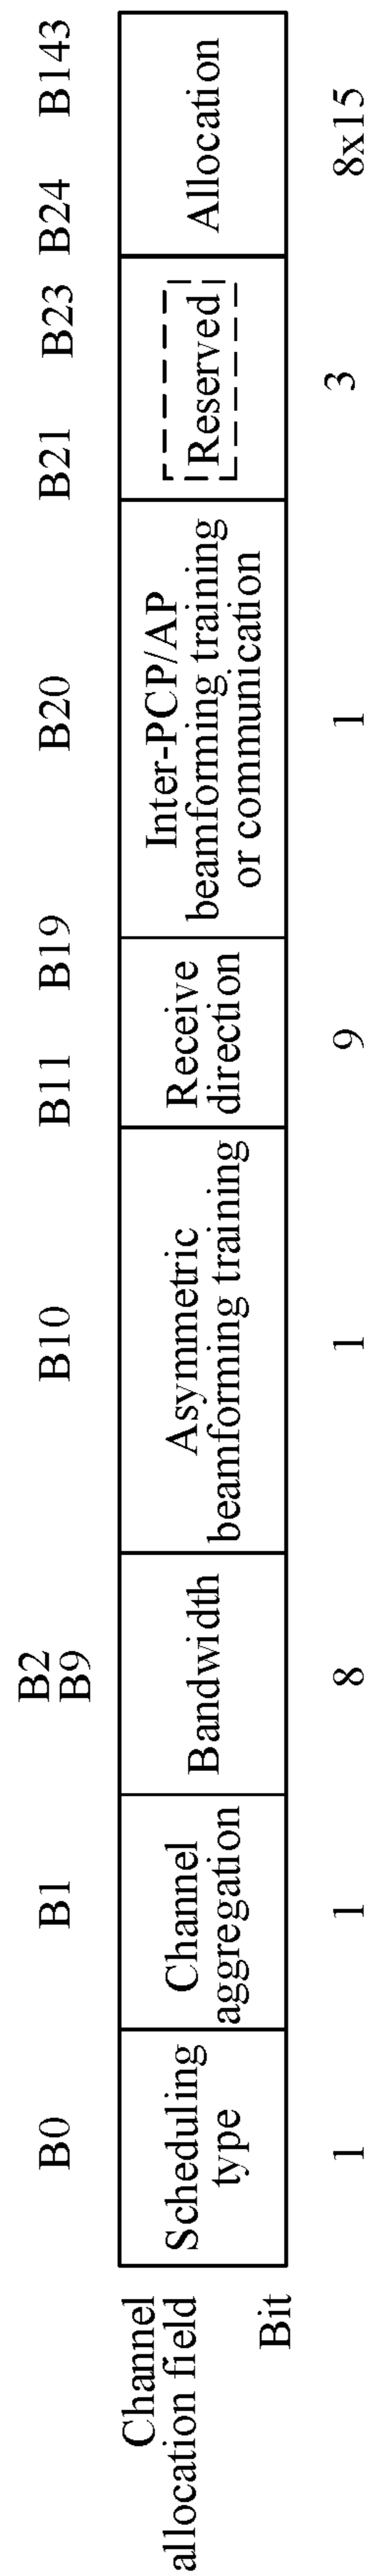 B0
B1
B2
B9
B10
B11
B19
B20
B21
B23
B24
B143
Channel
allocation field
Scheduling
type
Channel
aggregation
Bandwidth
Asymmetric
beamforming training
Receive
direction
Inter-PCP/AP
beamforming training
or communication
Reserved
Allocation
Bit
1
1
8
1
9
1
3
8x15